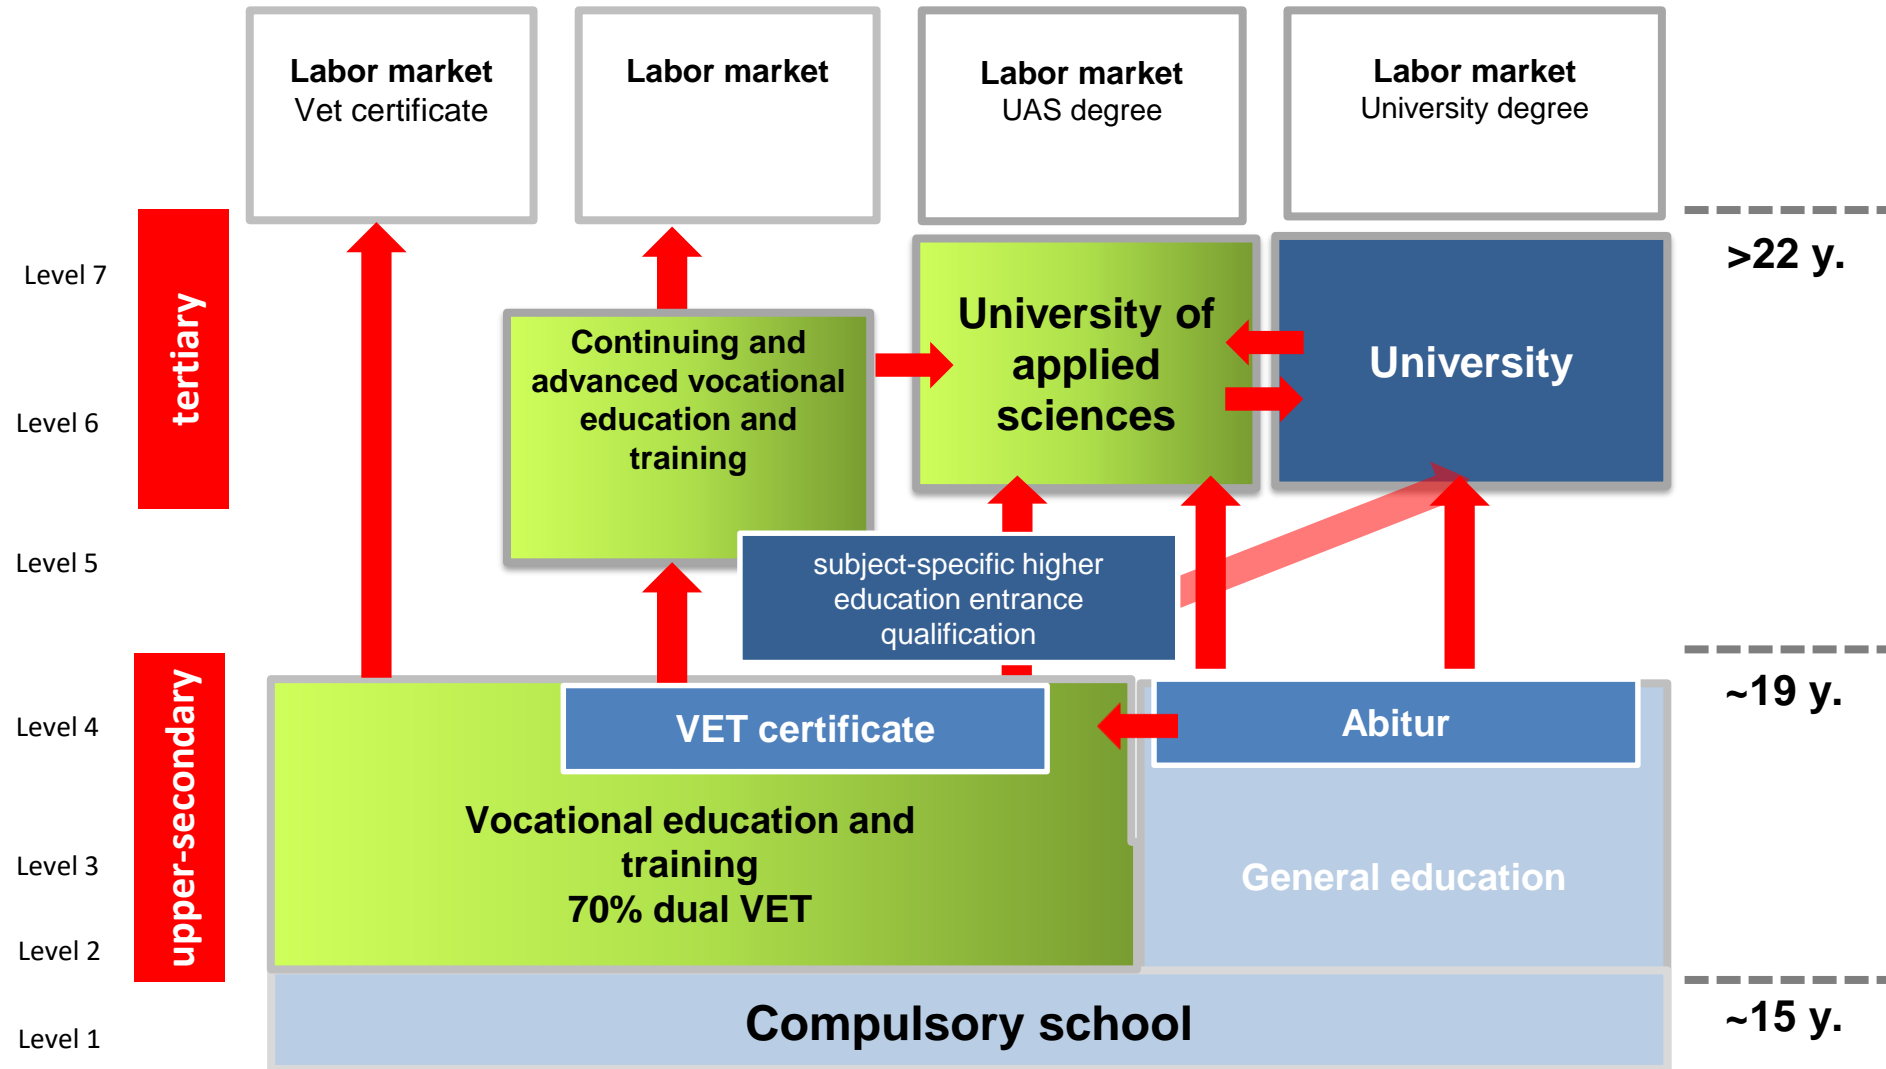 Labor market
Vet certificate
Labor market
Labor market
UAS degree
Labor market
University degree
tertiary
Level 7
Level 6
Level 5
>22 y.
Continuing and
advanced vocational
education and
training
University of
applied
sciences
University
subject-specific higher
education entrance
qualification
upper-secondary
Level 4
Level 3
Level 2
Level 1
~19 y.
VET certificate
Abitur
Vocational education and
training
70% dual VET
General education
Compulsory school
~15 y.